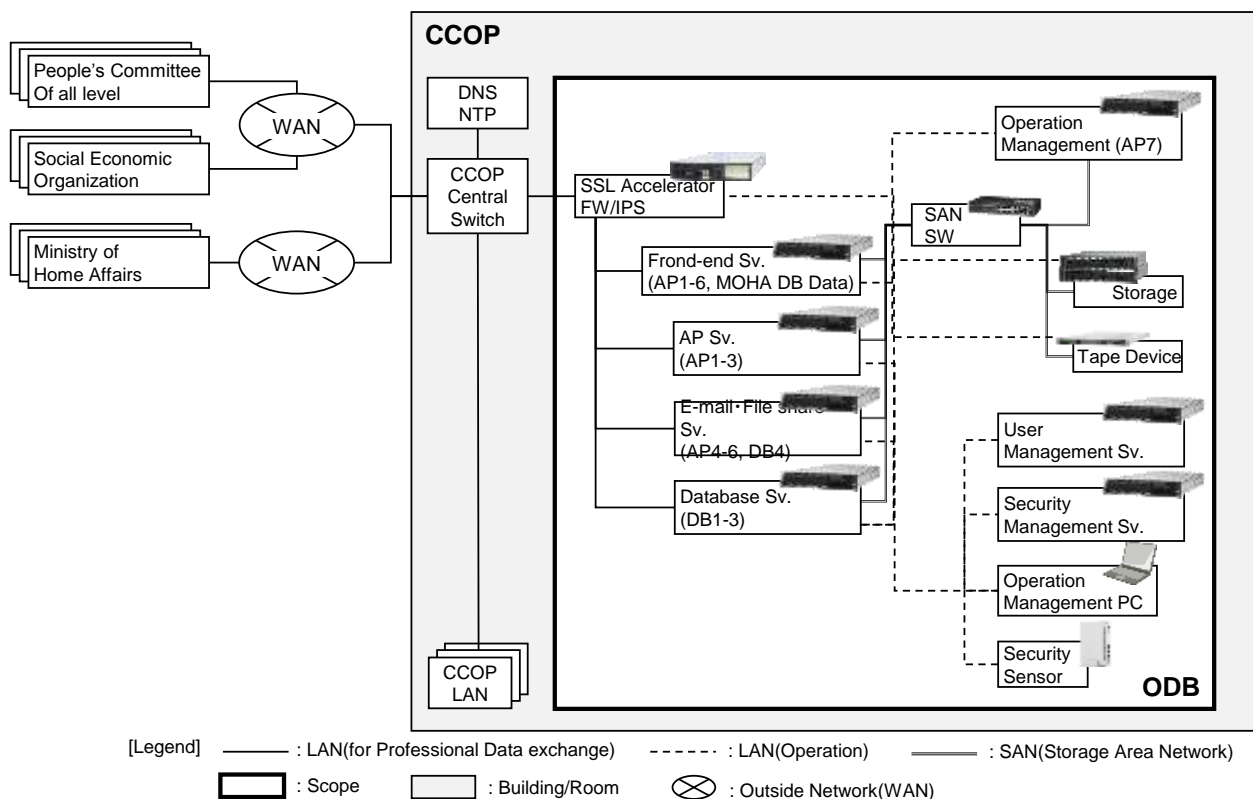 CCOP
People's Committee
Of all level
WAN
Social Economic
Organization
Ministry of
Home Affairs
WAN
DNS
NTP
CCOP
Central
Switch
CCOP
LAN
SSL Accelerator
FW/IPS
Frond-end Sv.
(AP1-6, MOHA DB Data)
AP Sv.
(AP1-3)
E-mail・File share
Sv.
(AP4-6, DB4)
Database Sv.
(DB1-3)
SAN
SW
Operation
Management (AP7)
Storage
Tape Device
User
Management Sv.
Security
Management Sv.
Operation
Management PC
Security
Sensor
ODB
[Legend]
: LAN(for Professional Data exchange)
: LAN(Operation)
: SAN(Storage Area Network)
: Scope
: Building/Room
: Outside Network(WAN)